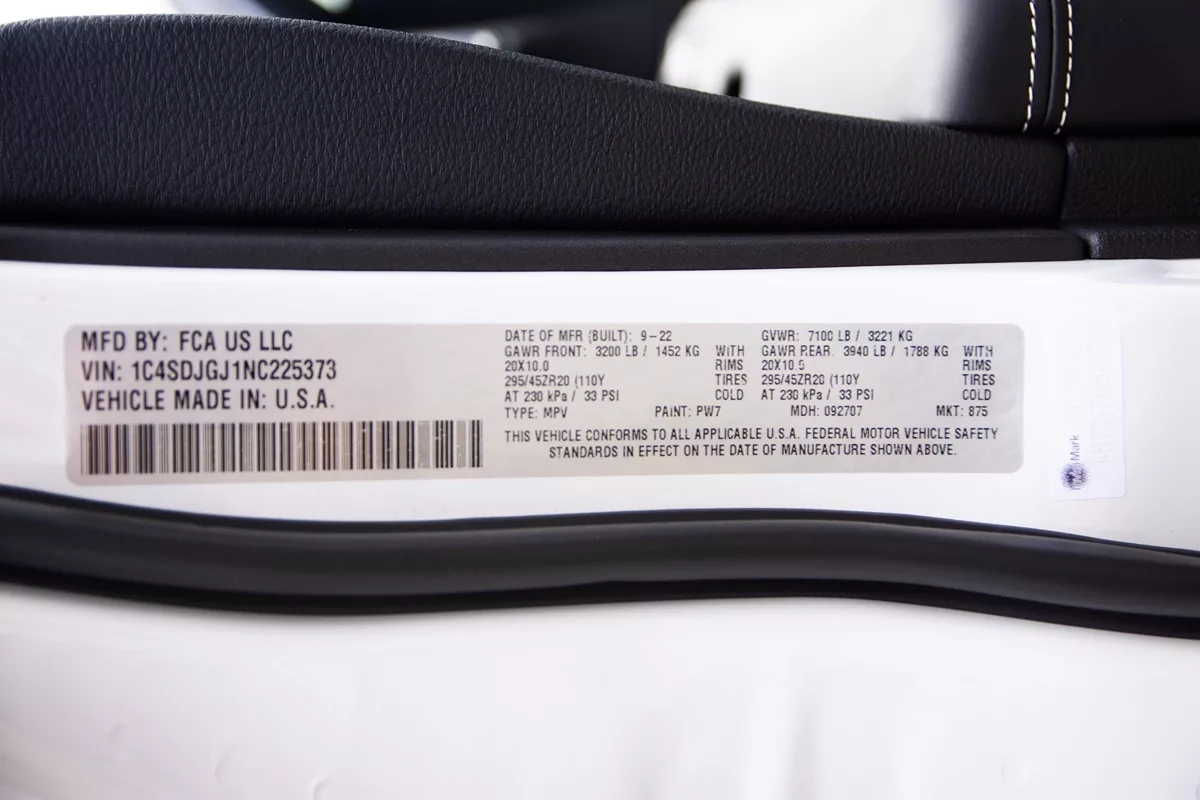 MFD BY: FCA US LLC
VIN: 1C4SDJGJ1NC225373
VEHICLE MADE IN: U.S.A.
DATE OF MFR (BUILT): 9-22 GVWR: 7100 LB / 3221 KG
GAWR FRONT: 3200 LB / 1452 KG WITH GAWR REAR: 3940 LB / 1788 KG WITH
20X10.0 RIMS 20X10.0 RIMS
295/45ZR20 (110Y TIRES 295/45ZR20 (110Y TIRES
AT 230 kPa / 33 PSI COLD AT 230 kPa / 33 PSI COLD
TYPE: MPV PAINT: PW7 MDH: 092707 MKT: 875
THIS VEHICLE CONFORMS TO ALL APPLICABLE U.S.A. FEDERAL MOTOR VEHICLE SAFETY
STANDARDS IN EFFECT ON THE DATE OF MANUFACTURE SHOWN ABOVE.
Mark